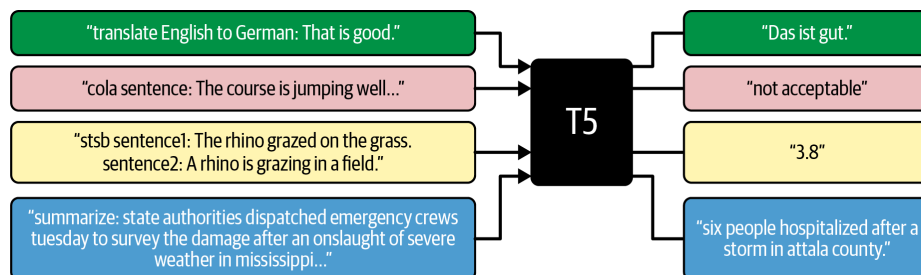 “translate English to German: That is good.”
“Das ist gut.”
“cola sentence: The course is jumping well...”
“not acceptable”
T5
“stsb sentence1: The rhino grazed on the grass.
sentence2: A rhino is grazing in a field.”
“3.8”
“summarize: state authorities dispatched emergency crews
tuesday to survey the damage after an onslaught of severe
weather in mississippi...”
“six people hospitalized after a
storm in attala county.”